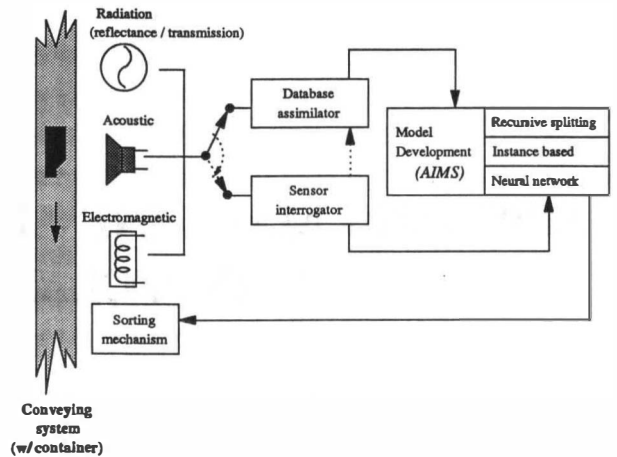 Radiation
(reflectance / transmission)
Acoustic
Electromagnetic
Database
assimilator
Sensor
interrogator
Model
Development
(AIMS)
Recursive splitting
Instance based
Neural network
Sorting
mechanism
Conveying
system
(w/container)